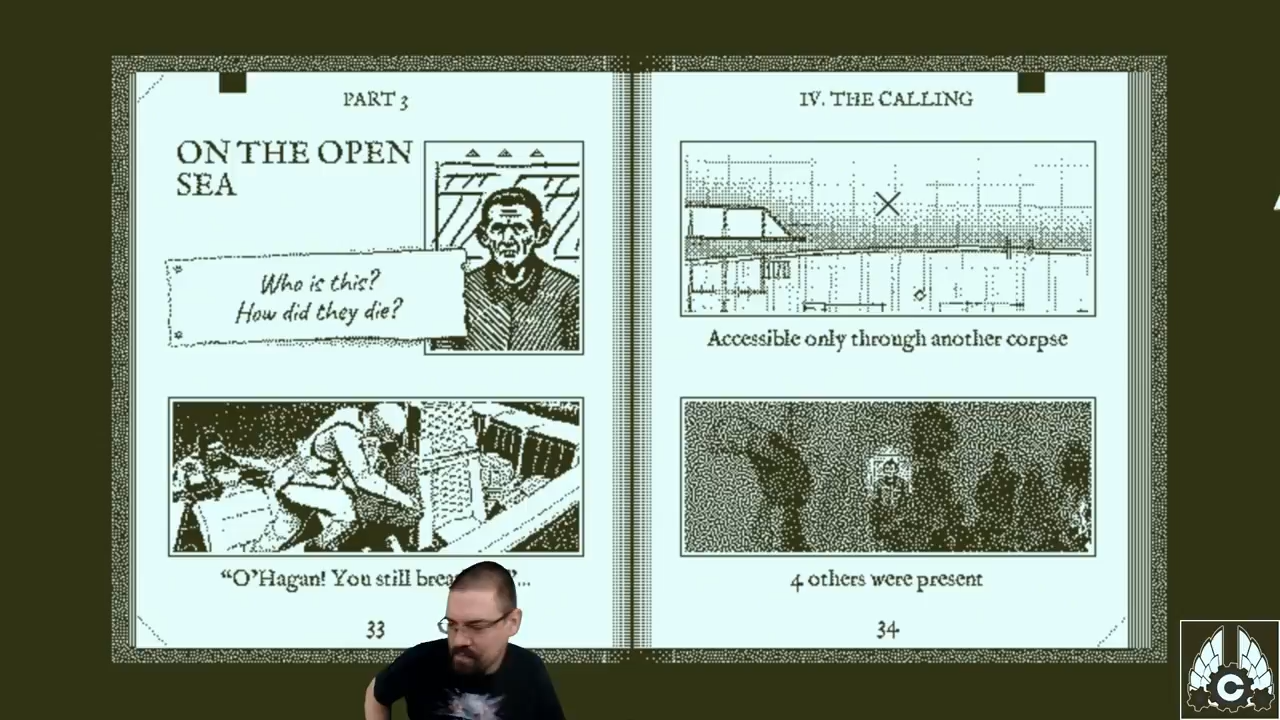 PART 3
ON THE OPEN
SEA
Who is this?
How did they die?
"O'Hagan! You still
33
IV. THE CALLING
Accessible only through another corpse
4 others were present
34
C